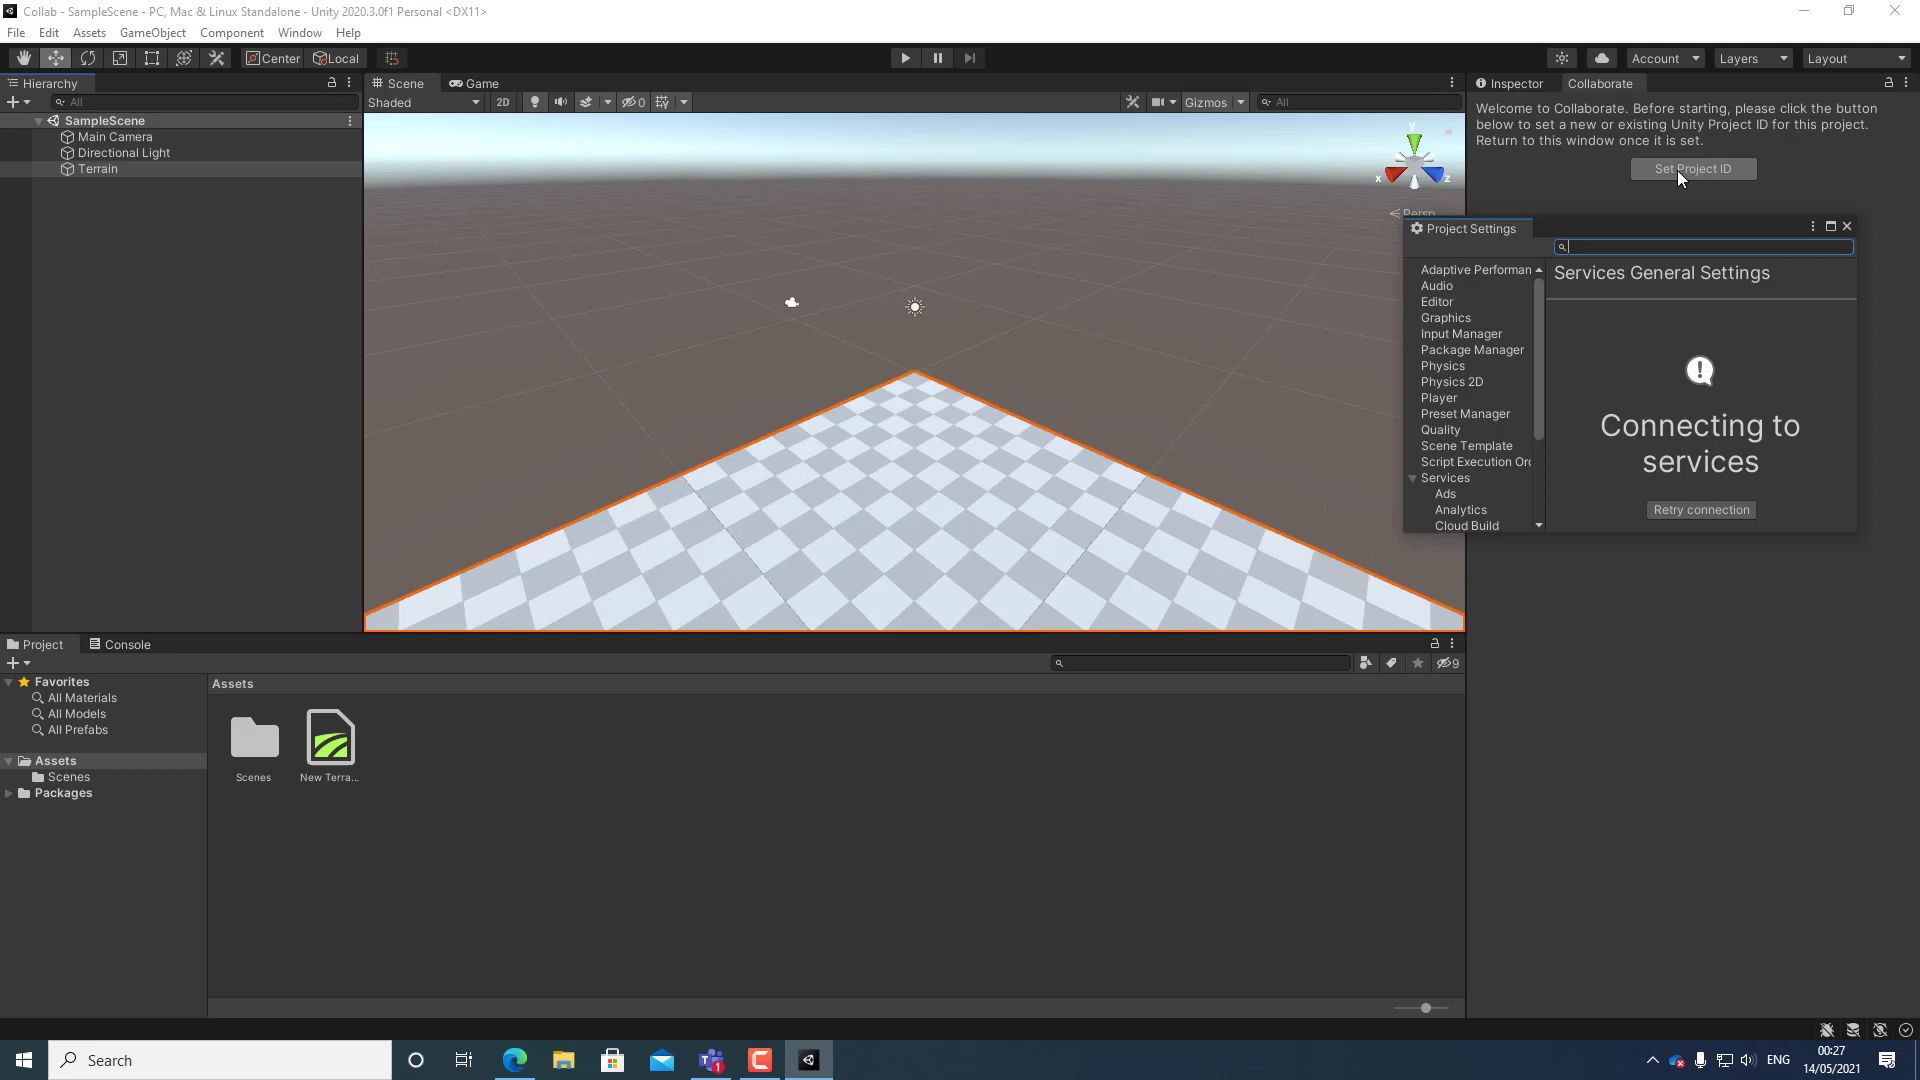 Collab - SampleScene - PC, Mac & Linux Standalone - Unity 2020.3.0f1 Personal <DX11>
File Edit Assets GameObject Component Window Help
Center Local Account Layers Layout
Hierarchy
All
SampleScene
Main Camera
Directional Light
Terrain
Scene Game
Shaded 2D 0 Gizmos All
y
x z
Persp
Inspector Collaborate
Welcome to Collaborate. Before starting, please click the button
below to set a new or existing Unity Project ID for this project.
Return to this window once it is set.
Set Project ID
Project Settings
Adaptive Performan
Audio
Editor
Graphics
Input Manager
Package Manager
Physics
Physics 2D
Player
Preset Manager
Quality
Scene Template
Script Execution Orc
Services
Ads
Analytics
Cloud Build
Services General Settings
Connecting to
services
Retry connection
Project Console
9
Favorites
All Materials
All Models
All Prefabs
Assets
Scenes
Packages
Assets
Scenes New Terra...
Search
1
ENG
00:27
14/05/2021